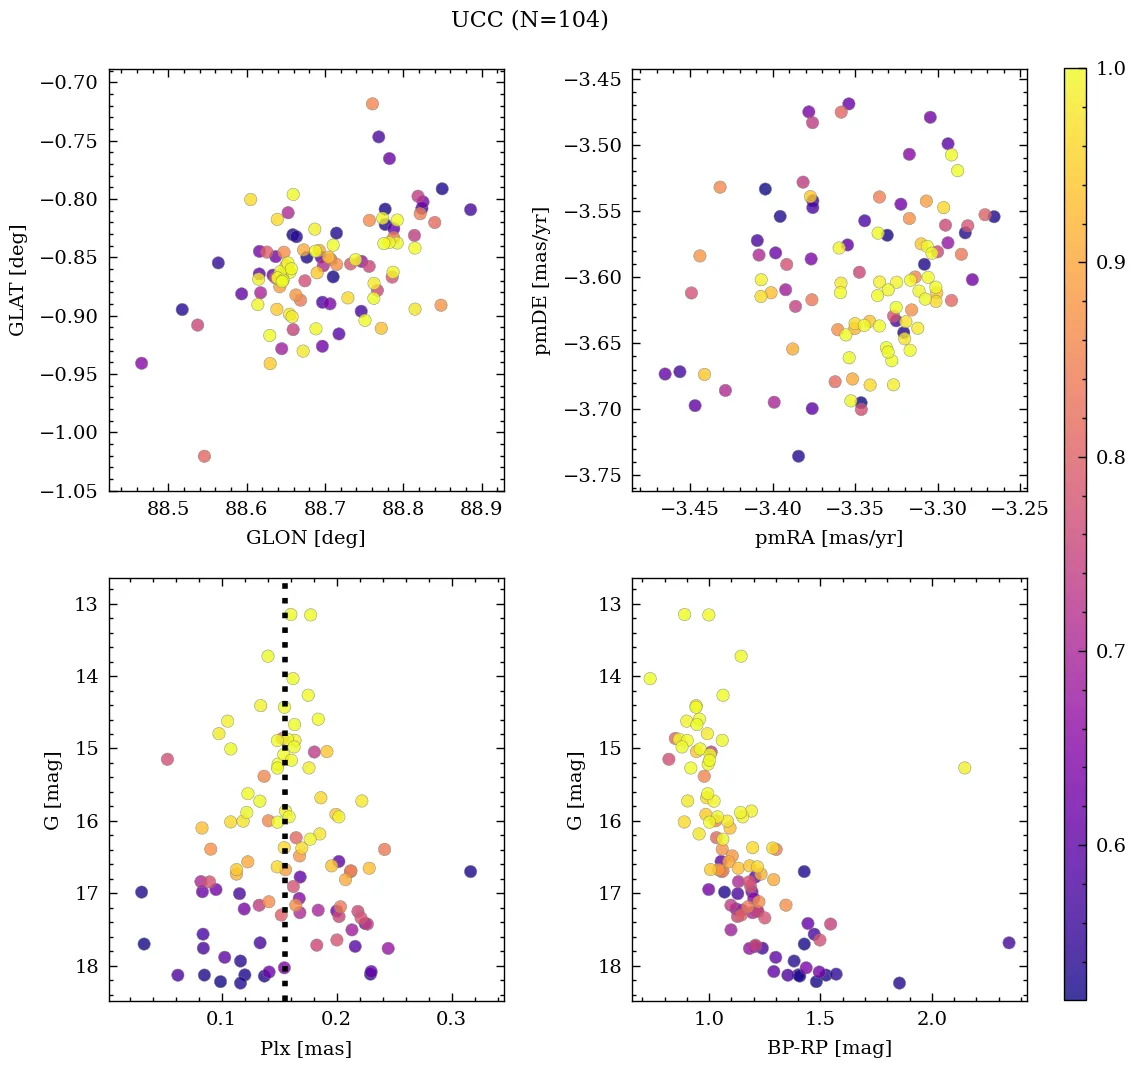 UCC (N=104)
−0.70
−0.75
−0.80
−0.85
−0.90
−0.95
−1.00
−1.05
GLAT [deg]
88.5 88.6 88.7 88.8 88.9
GLON [deg]
−3.45
−3.50
−3.55
−3.60
−3.65
−3.70
−3.75
pmDE [mas/yr]
−3.45 −3.40 −3.35 −3.30 −3.25
pmRA [mas/yr]
1.0
0.9
0.8
0.7
0.6
13
14
15
16
17
18
G [mag]
0.1 0.2 0.3
Plx [mas]
13
14
15
16
17
18
G [mag]
1.0 1.5 2.0
BP-RP [mag]